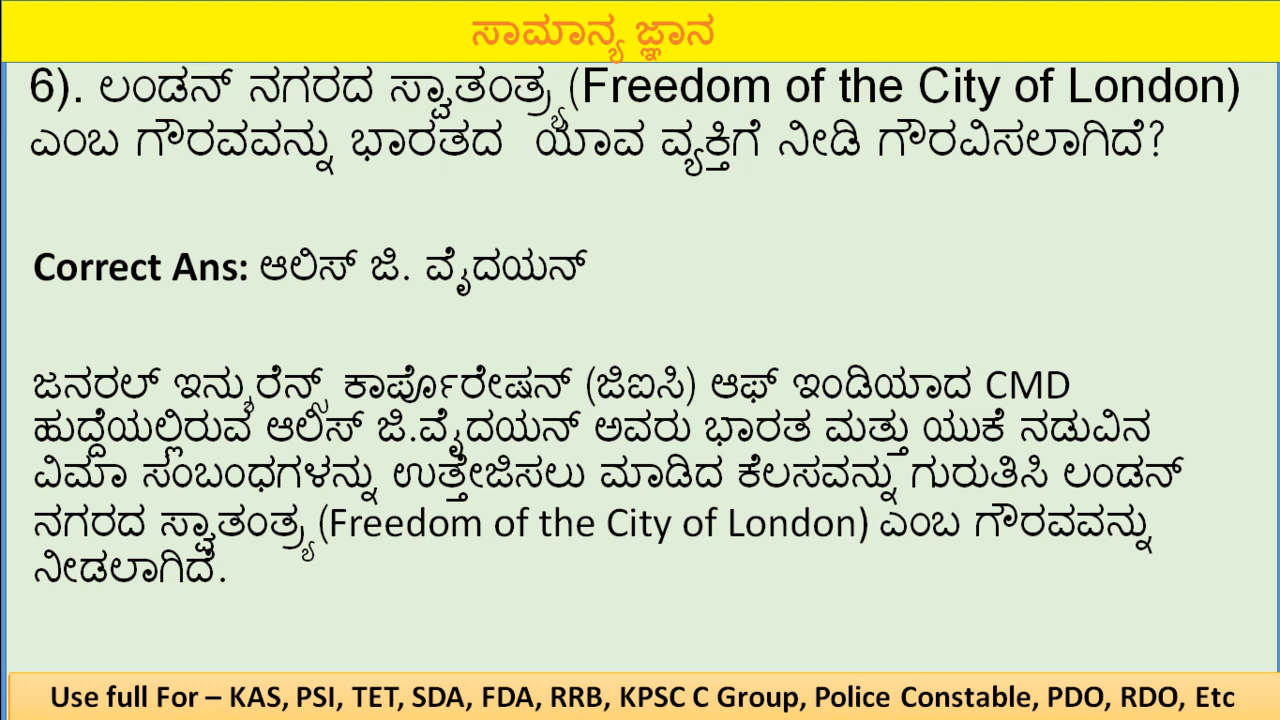 ಸಾಮಾನ್ಯ ಜ್ಞಾನ
6). ಲಂಡನ್ ನಗರದ ಸ್ವಾತಂತ್ರ್ಯ (Freedom of the City of London)
ಎಂಬ ಗೌರವವನ್ನು ಭಾರತದ ಯಾವ ವ್ಯಕ್ತಿಗೆ ನೀಡಿ ಗೌರವಿಸಲಾಗಿದೆ?
Correct Ans: ಆಲಿಸ್ ಜಿ. ವೈದಯನ್
ಜನರಲ್ ಇನ್ಶುರೆನ್ಸ್ ಕಾರ್ಪೊರೇಷನ್ (ಜಿಐಸಿ) ಆಫ್ ಇಂಡಿಯಾದ CMD
ಹುದ್ದೆಯಲ್ಲಿರುವ ಆಲಿಸ್ ಜಿ.ವೈದಯನ್ ಅವರು ಭಾರತ ಮತ್ತು ಯುಕೆ ನಡುವಿನ
ವಿಮಾ ಸಂಬಂಧಗಳನ್ನು ಉತ್ತೇಜಿಸಲು ಮಾಡಿದ ಕೆಲಸವನ್ನು ಗುರುತಿಸಿ ಲಂಡನ್
ನಗರದ ಸ್ವಾತಂತ್ರ್ಯ (Freedom of the City of London) ಎಂಬ ಗೌರವವನ್ನು
ನೀಡಲಾಗಿದೆ.
Use full For – KAS, PSI, TET, SDA, FDA, RRB, KPSC C Group, Police Constable, PDO, RDO, Etc